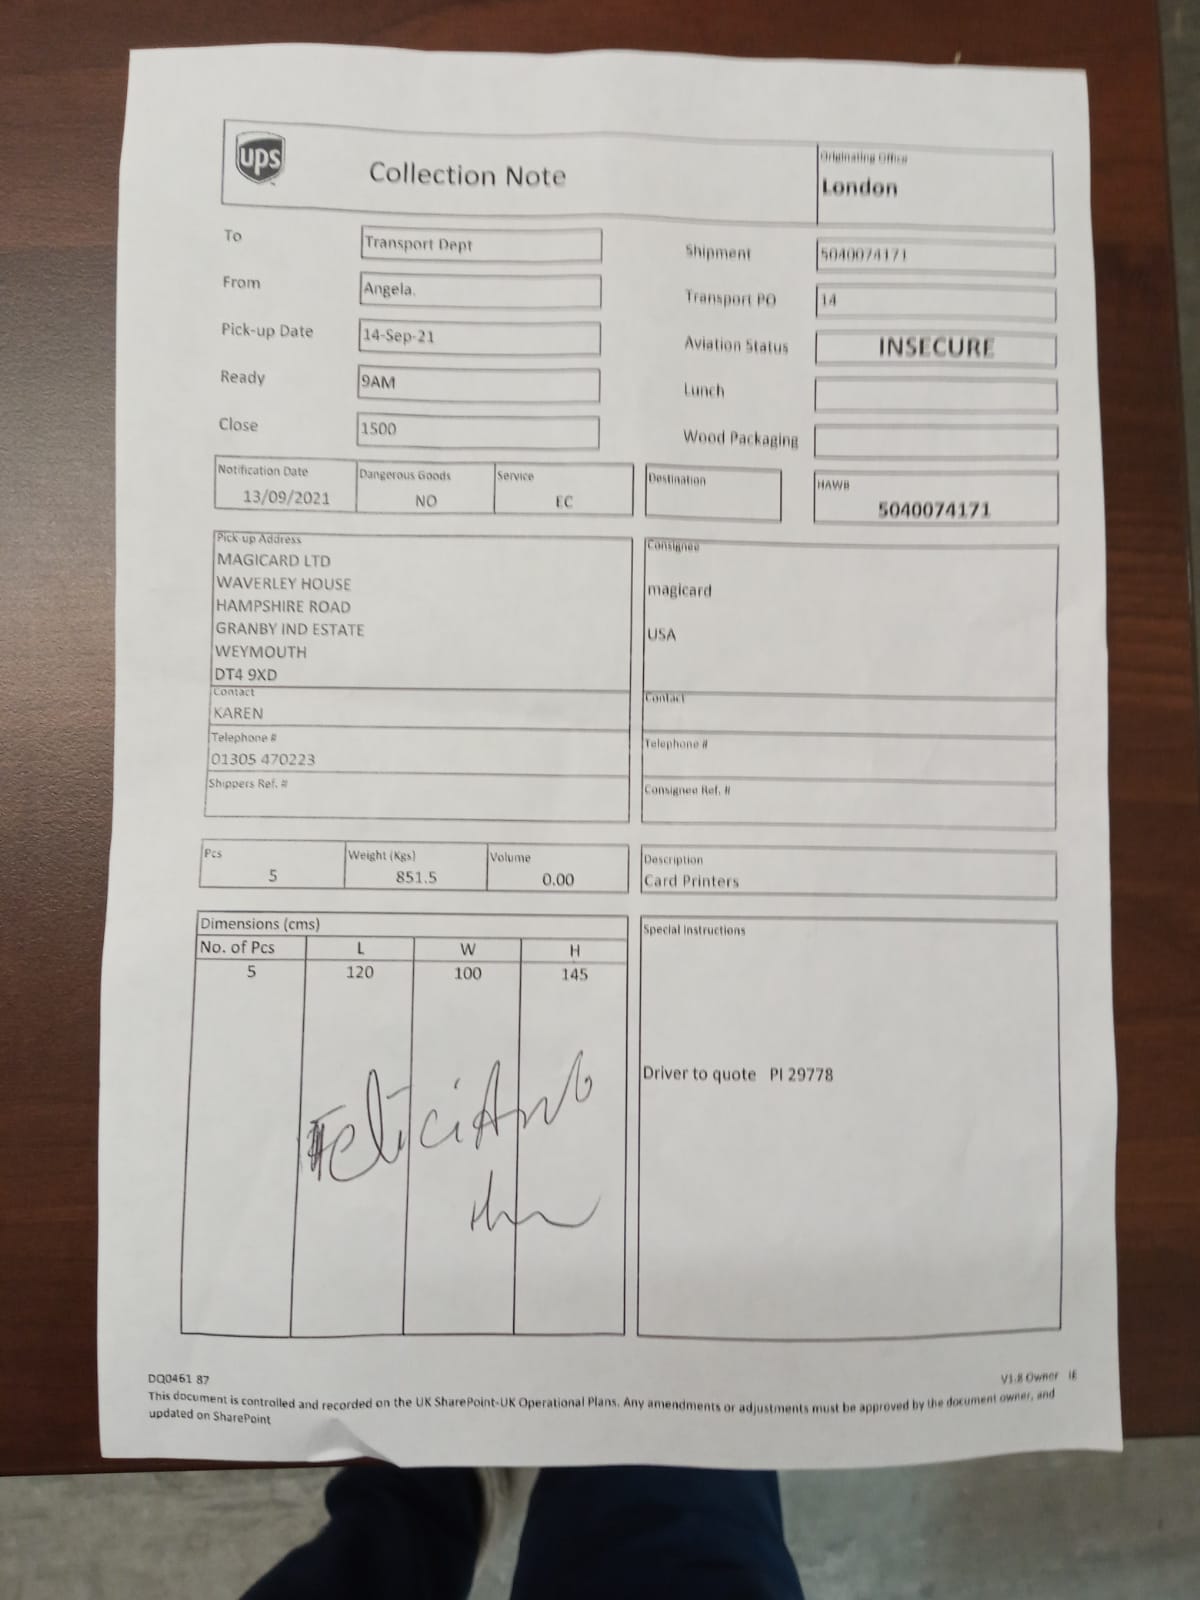 ups
Collection Note
Originating Office
London
To
Transport Dept
From
Angela.
Pick-up Date
14-Sep-21
Ready
9AM
Close
1500
Shipment
5040074171
Transport PO
14
Aviation Status
INSECURE
Lunch
Wood Packaging
Notification Date
13/09/2021
Dangerous Goods
NO
Service
EC
Destination
HAWB
5040074171
Pick up Address
MAGICARD LTD
WAVERLEY HOUSE
HAMPSHIRE ROAD
GRANBY IND ESTATE
WEYMOUTH
DT4 9XD
Contact
KAREN
Telephone #
01305 470223
Shippers Ref. #
Consignee
magicard
USA
Contact
Telephone #
Consignee Ref. #
Pcs
5
Weight (Kgs)
851.5
Volume
0.00
Description
Card Printers
Dimensions (cms)
No. of Pcs L W H
5 120 100 145
FeliciAno
Special Instructions
Driver to quote PI 29778
DQ0461 87
V1.8 Owner IE
This document is controlled and recorded on the UK SharePoint-UK Operational Plans. Any amendments or adjustments must be approved by the document owner, and
updated on SharePoint